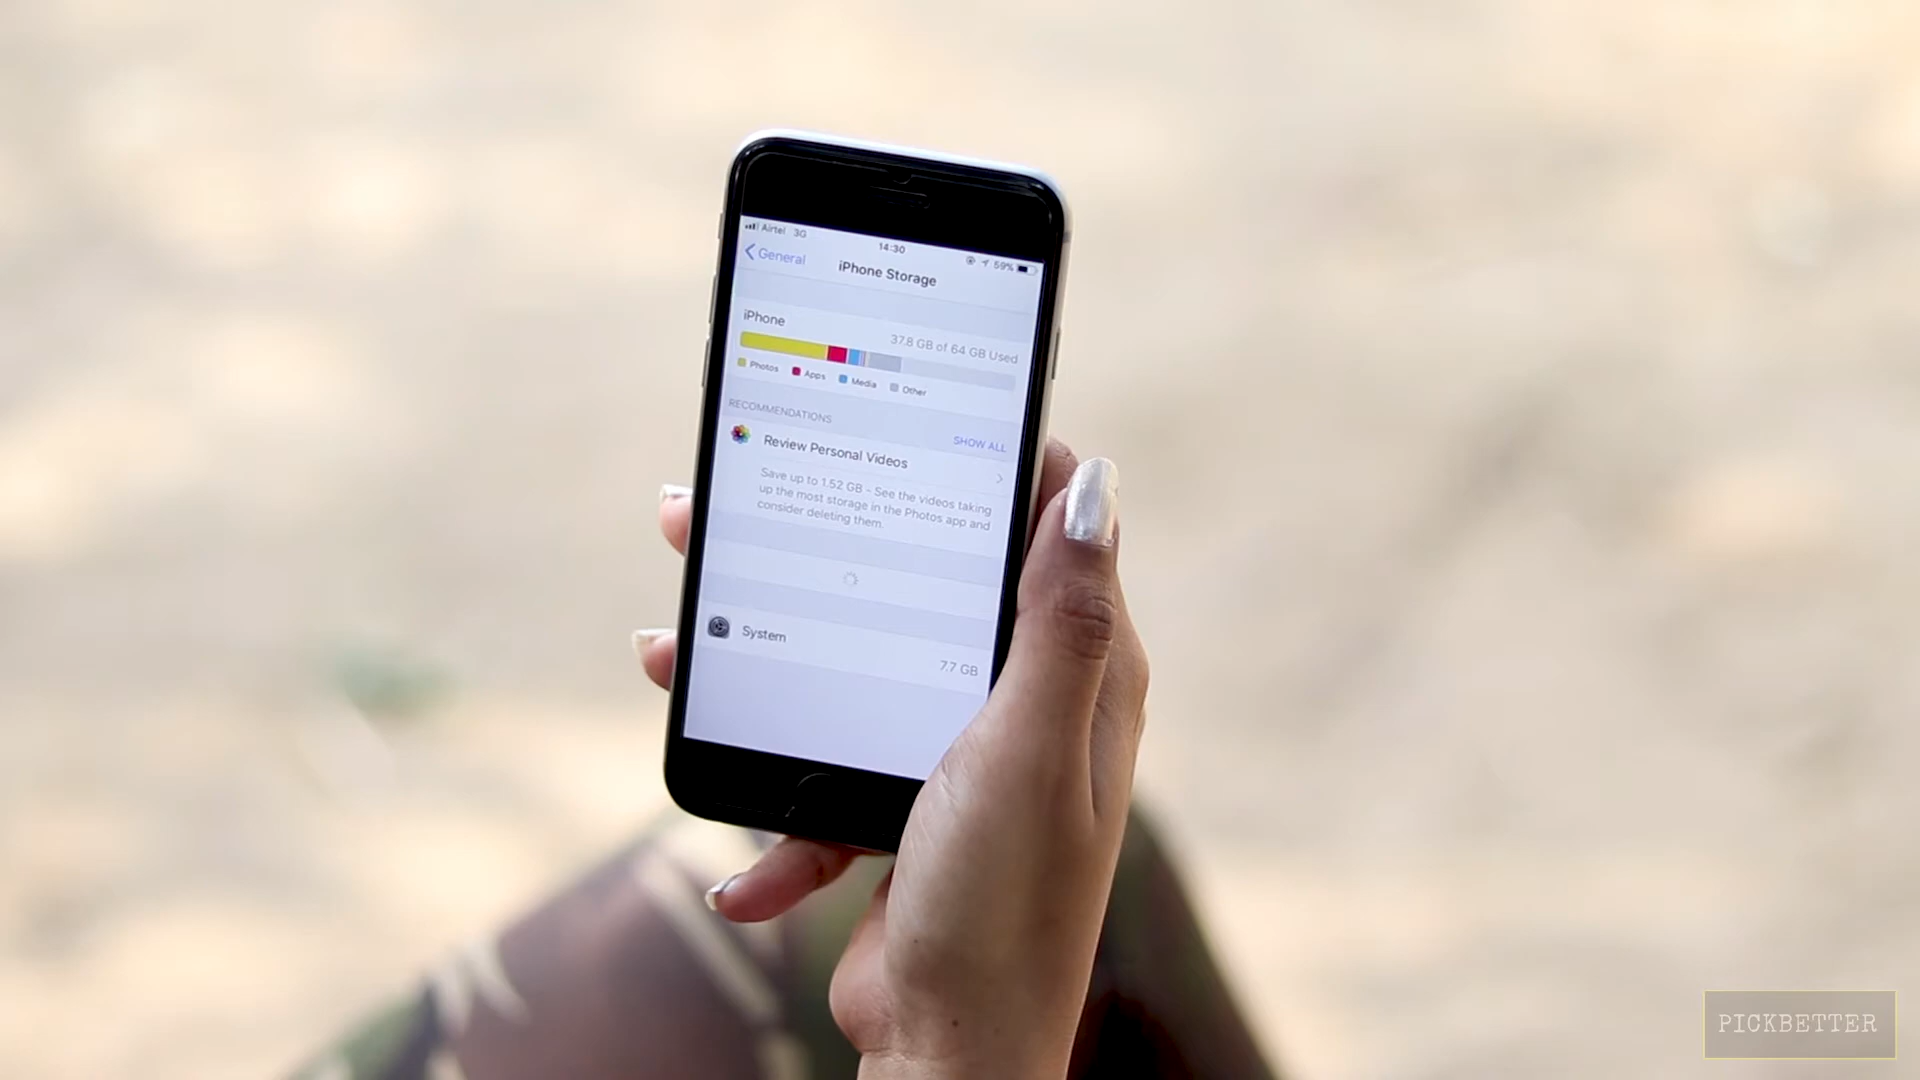 Airtel 3G
14:30
59%
General
iPhone Storage
iPhone
37.8 GB of 64 GB Used
Photos
Apps
Media
Other
RECOMMENDATIONS
SHOW ALL
Review Personal Videos
Save up to 1.52 GB - See the videos taking
up the most storage in the Photos app and
consider deleting them.
System
7.7 GB
PICKBETTER